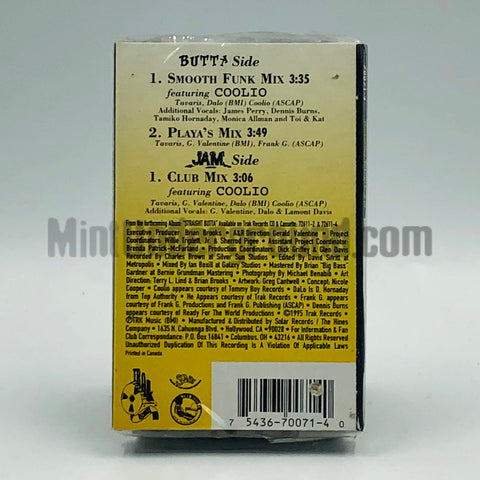 BUTTA Side
1. SMOOTH FUNK MIX 3:35
featuring COOLIO
Tavaris, Dalo (BMI) Coolio (ASCAP)
Additional Vocals: James Perry, Dennis Burns,
Tamiko Hornaday, Monica Allman and Toi & Kat
2. PLAYA'S MIX 3:49
Tavaris, G. Valentine (BMI), Frank G. (ASCAP)
JAM Side
1. CLUB MIX 3:06
featuring COOLIO
Tavaris, G. Valentine, Dalo (BMI) Coolio (ASCAP)
Additional Vocals: G. Valentine, Dalo & Lamont Davis
From the forthcoming Album "STRAIGHT BUTTA" Available on Trak Records CD & Cassette: 72611-2 & 72611-4.
Executive Producer: Brian Brooks • A&R Direction: Gerald Valentine • Project
Coordinators: Willie Triplett, Jr. & Sherrod Pigee • Assistant Project Coordinator:
Brenda Patrick-McFarland • Production Coordinators: Dick Griffey & Glen Davis
Recorded By Charles Brown at Silver Sun Studios • Edited By David Sifritt at
Metropolis • Mixed By Ian Boxill at Galaxy Studios • Mastered By Brian "Big Bass"
Gardner at Bernie Grundman Mastering • Photography By Michael Benabib • Art
Direction: Terry L. Lind & Brian Brooks • Artwork: Greg Cantwell • Concept: Nicole
Cooper • Coolio appears courtesy of Tommy Boy Records • DaLo Is D. Hornaday
from Top Authority • He Appears courtesy of Trak Records • Frank G. appears
courtesy of Frank G. Productions and Frank G. Publishing (ASCAP) • Dennis Burns
appears courtesy of Ready For The World Productions • ©1995 Trak Records •
℗TRK Music (BMI) • Manufactured & Distributed by Solar Records / The Hines
Company 1635 N. Cahuenga Blvd. Hollywood, CA 90028 • For Information & Fan
Club Correspondence: P.O. Box 16841 • Columbus, OH 43216 • All Rights Reserved
Unauthorized Duplication Of This Recording Is A Violation Of Applicable Laws
Printed in Canada
7 5436-70071-4 0